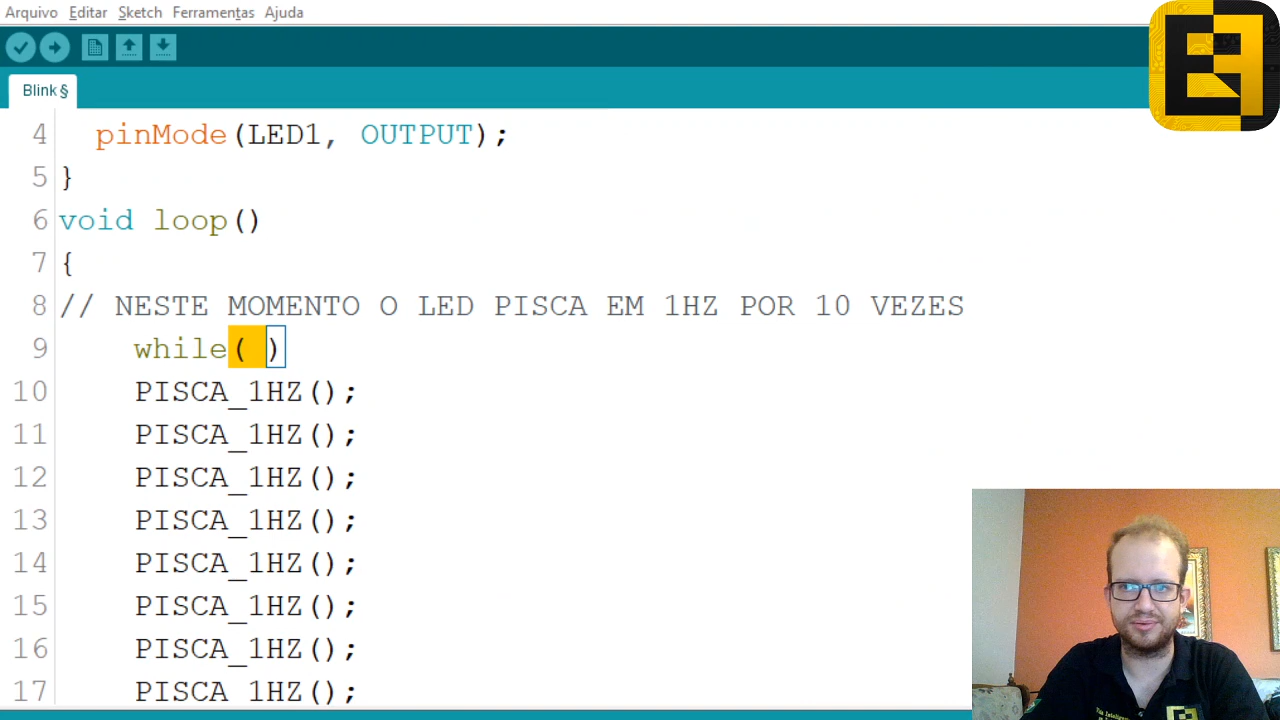 Arquivo Editar Sketch Ferramentas Ajuda
Blink §
4 pinMode(LED1, OUTPUT);
5 }
6 void loop()
7 {
8 // NESTE MOMENTO O LED PISCA EM 1HZ POR 10 VEZES
9 while( )
10 PISCA_1HZ();
11 PISCA_1HZ();
12 PISCA_1HZ();
13 PISCA_1HZ();
14 PISCA_1HZ();
15 PISCA_1HZ();
16 PISCA_1HZ();
17 PISCA_1HZ();